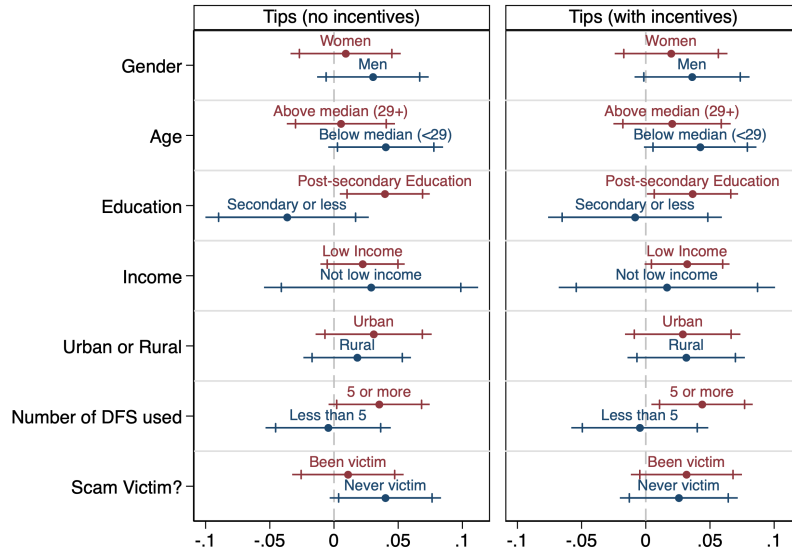 Tips (no incentives) Tips (with incentives)
Women Women
Gender Men Men
Above median (29+) Above median (29+)
Age Below median (<29) Below median (<29)
Post-secondary Education Post-secondary Education
Education Secondary or less Secondary or less
Low Income Low Income
Income Not low income Not low income
Urban Urban
Urban or Rural Rural Rural
5 or more 5 or more
Number of DFS used Less than 5 Less than 5
Been victim Been victim
Scam Victim? Never victim Never victim
-.1 -.05 0 .05 .1 -.1 -.05 0 .05 .1